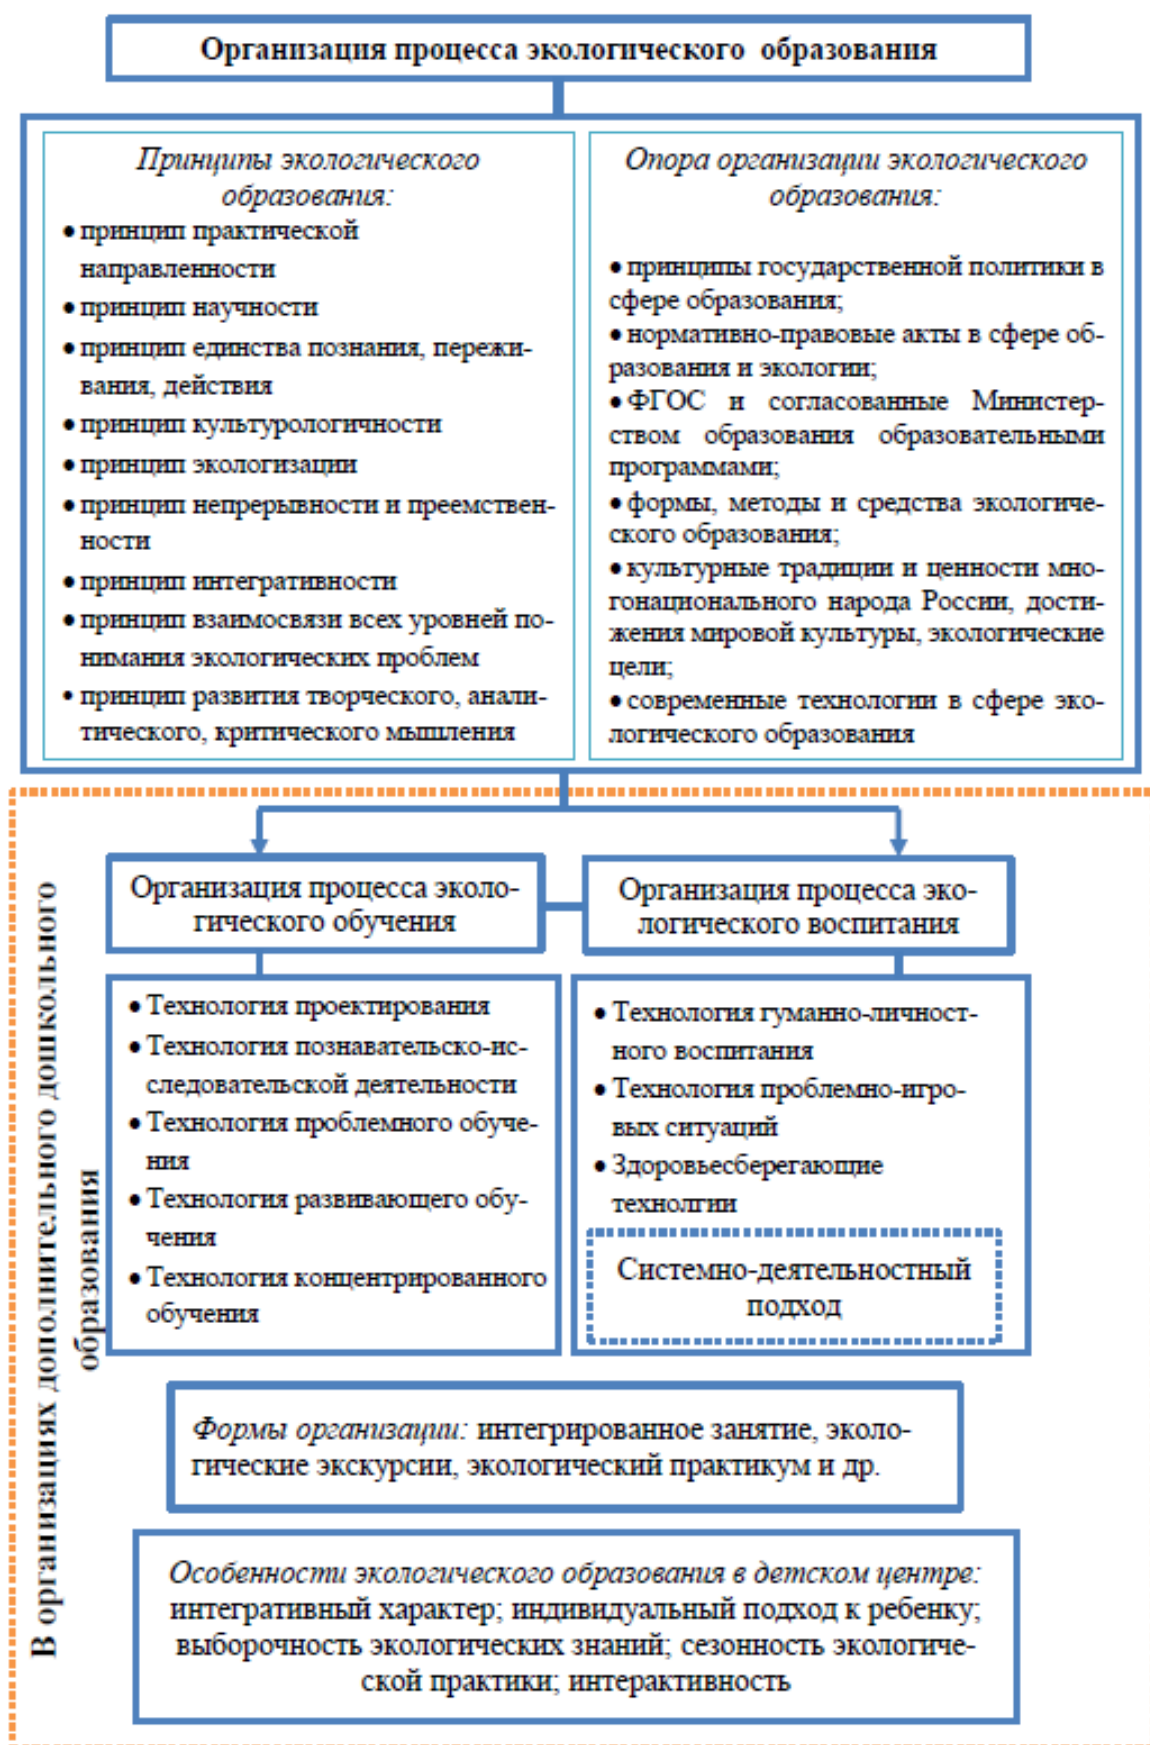 Организация процесса экологического образования
Принципы экологического
образования:
• принцип практической
направленности
• принцип научности
• принцип единства познания, пережи-
вания, действия
• принцип культурологичности
• принцип экологизации
• принцип непрерывности и преемствен-
ности
• принцип интегративности
• принцип взаимосвязи всех уровней по-
нимания экологических проблем
• принцип развития творческого, анали-
тического, критического мышления
Опора организации экологического
образования:
• принципы государственной политики в
сфере образования;
• нормативно-правовые акты в сфере об-
разования и экологии;
• ФГОС и согласованные Министер-
ством образования образовательными
программами;
• формы, методы и средства экологиче-
ского образования;
• культурные традиции и ценности мно-
гонационального народа России, дости-
жения мировой культуры, экологические
цели;
• современные технологии в сфере эко-
логического образования
В организациях дополнительного дошкольного
образования
Организация процесса эколо-
гического обучения
Организация процесса эко-
логического воспитания
• Технология проектирования
• Технология познавательско-ис-
следовательской деятельности
• Технология проблемного обуче-
ния
• Технология развивающего обу-
чения
• Технология концентрированного
обучения
• Технология гуманно-личност-
ного воспитания
• Технология проблемно-игро-
вых ситуаций
• Здоровьесберегающие
технолгии
Системно-деятельностный
подход
Формы организации: интегрированное занятие, эколо-
гические экскурсии, экологический практикум и др.
Особенности экологического образования в детском центре:
интегративный характер; индивидуальный подход к ребенку;
выборочность экологических знаний; сезонность экологиче-
ской практики; интерактивность